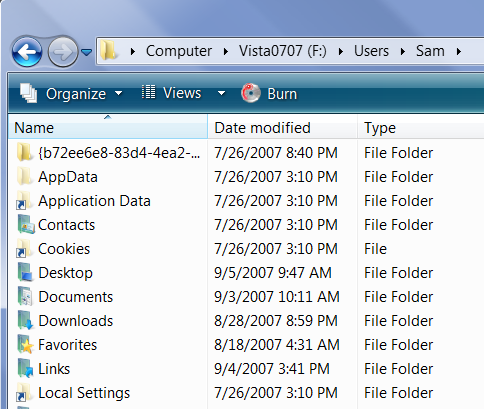 Computer Vista0707 (F:) Users Sam
Organize Views Burn
Name Date modified Type
{b72ee6e8-83d4-4ea2-... 7/26/2007 8:40 PM File Folder
AppData 7/26/2007 3:10 PM File Folder
Application Data 7/26/2007 3:10 PM File Folder
Contacts 7/26/2007 3:10 PM File Folder
Cookies 7/26/2007 3:10 PM File
Desktop 9/5/2007 9:47 AM File Folder
Documents 9/3/2007 10:11 AM File Folder
Downloads 8/28/2007 8:59 PM File Folder
Favorites 8/18/2007 4:31 AM File Folder
Links 9/4/2007 3:41 PM File Folder
Local Settings 7/26/2007 3:10 PM File Folder